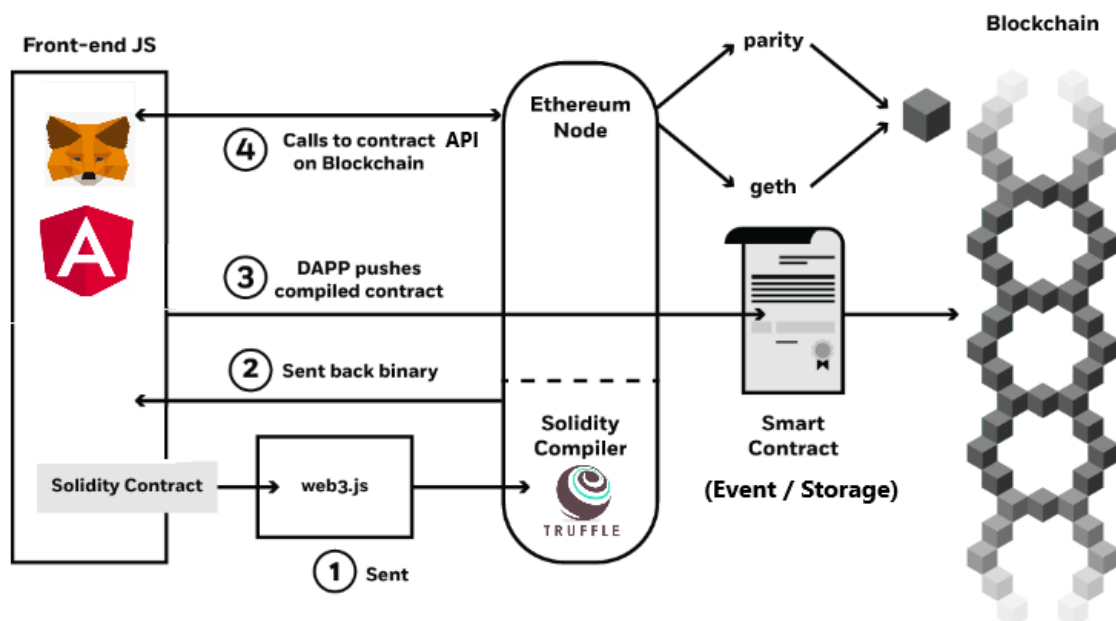 Front-end JS
Blockchain
parity
Ethereum
Node
4
Calls to contract API
on Blockchain
geth
3
DAPP pushes
compiled contract
2
Sent back binary
Solidity
Compiler
TRUFFLE
Smart
Contract
(Event / Storage)
Solidity Contract
web3.js
1
Sent
A